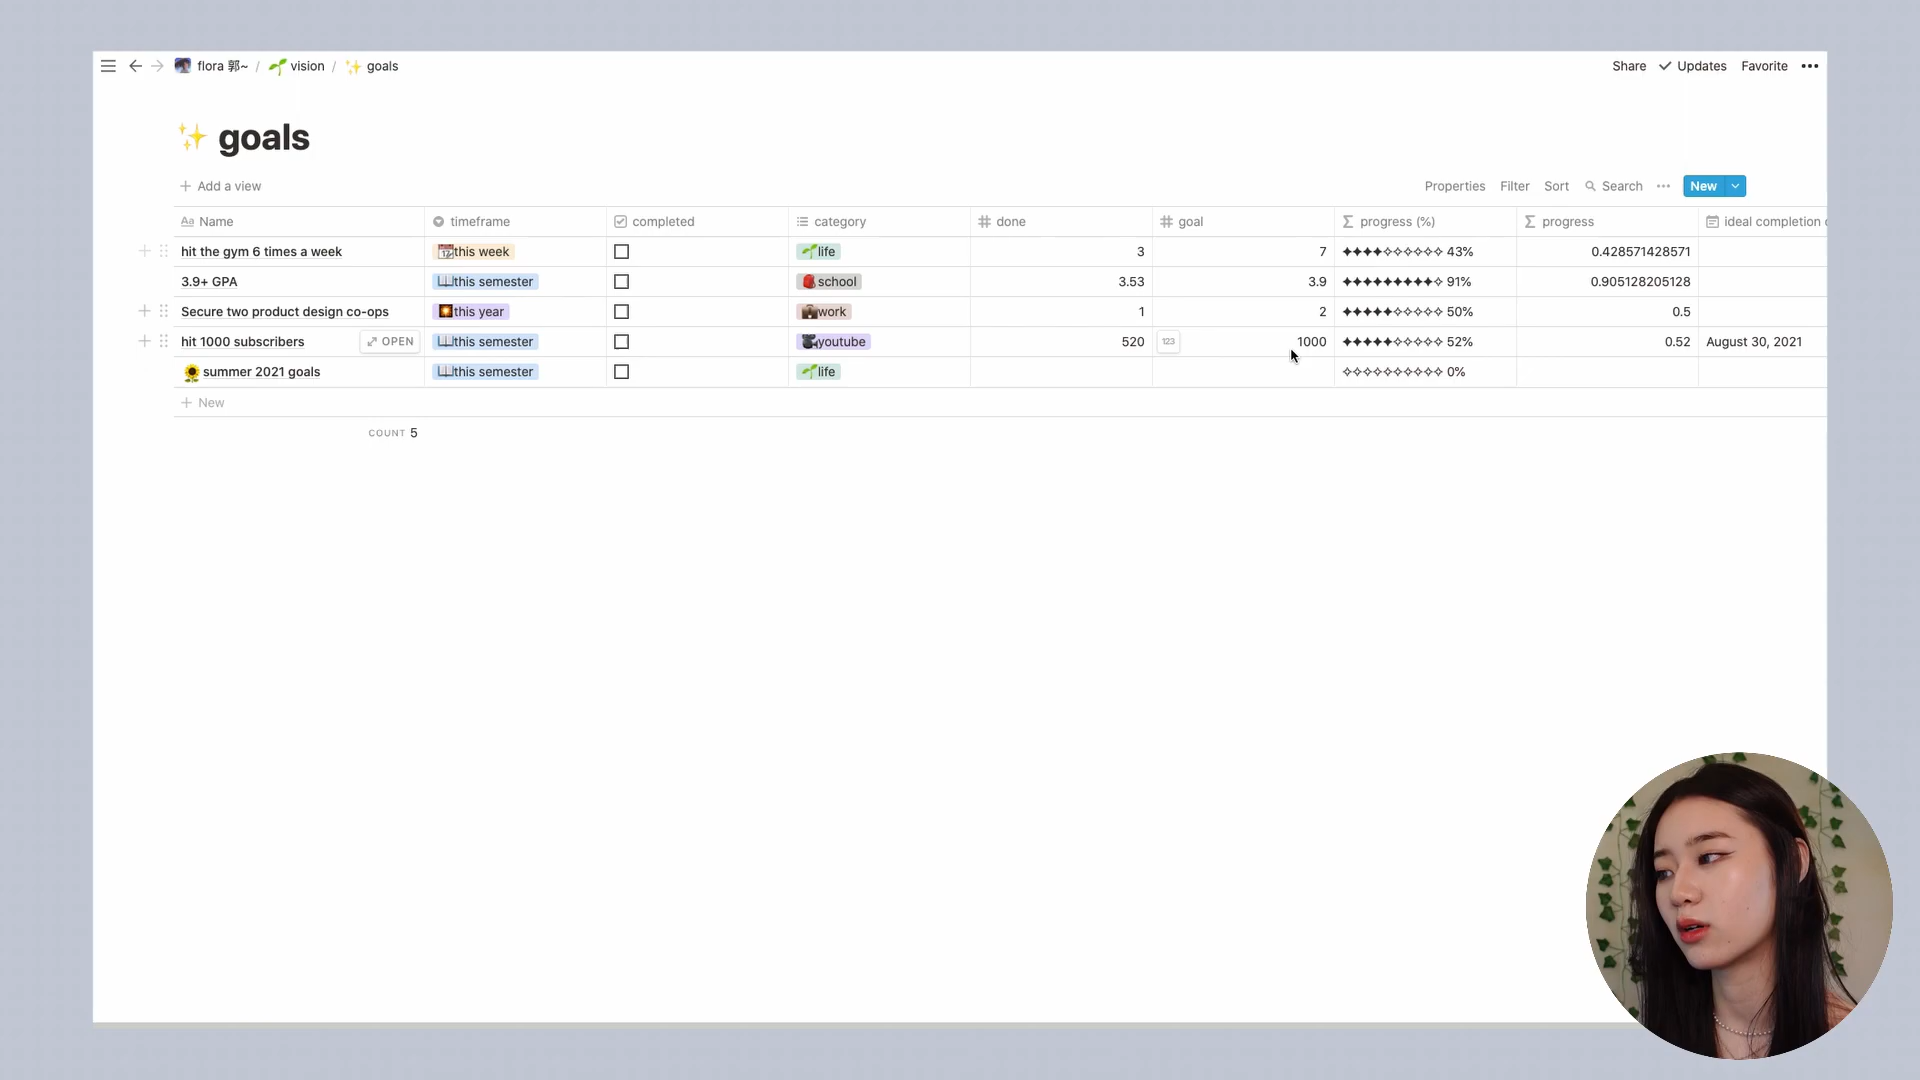 flora 郭~ / vision / goals Share Updates Favorite
goals
Add a view Properties Filter Sort Search New
Aa Name timeframe completed category done goal progress (%) progress ideal completion
hit the gym 6 times a week this week life 3 7 ✦✦✦✦✧✧✧✧✧✧ 43% 0.428571428571
3.9+ GPA this semester school 3.53 3.9 ✦✦✦✦✦✦✦✦✦✧ 91% 0.905128205128
Secure two product design co-ops this year work 1 2 ✦✦✦✦✦✧✧✧✧✧ 50% 0.5
hit 1000 subscribers OPEN this semester youtube 520 123 1000 ✦✦✦✦✦✧✧✧✧✧ 52% 0.52 August 30, 2021
summer 2021 goals this semester life ✧✧✧✧✧✧✧✧✧✧ 0%
New
COUNT 5